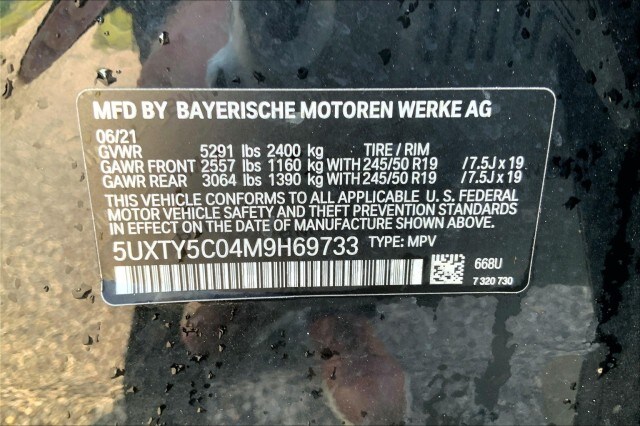 MFD BY BAYERISCHE MOTOREN WERKE AG
06/21
GVWR 5291 lbs 2400 kg TIRE / RIM
GAWR FRONT 2557 lbs 1160 kg WITH 245/50 R19 /7.5J x 19
GAWR REAR 3064 lbs 1390 kg WITH 245/50 R19 /7.5J x 19
THIS VEHICLE CONFORMS TO ALL APPLICABLE U. S. FEDERAL
MOTOR VEHICLE SAFETY AND THEFT PREVENTION STANDARDS
IN EFFECT ON THE DATE OF MANUFACTURE SHOWN ABOVE.
5UXTY5C04M9H69733 TYPE: MPV
668U
7 320 730